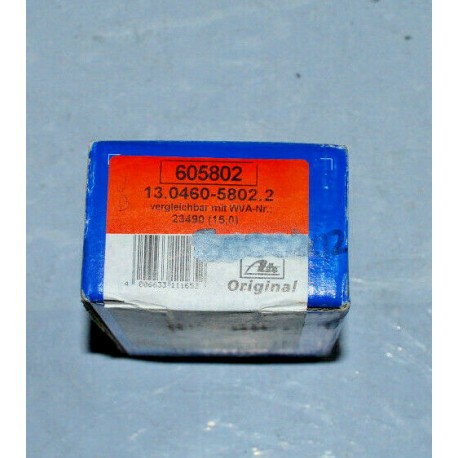 605802
13.0460-5802.2
vergleichbar mit WVA-Nr.:
23490 (15,0)
Ate
Original